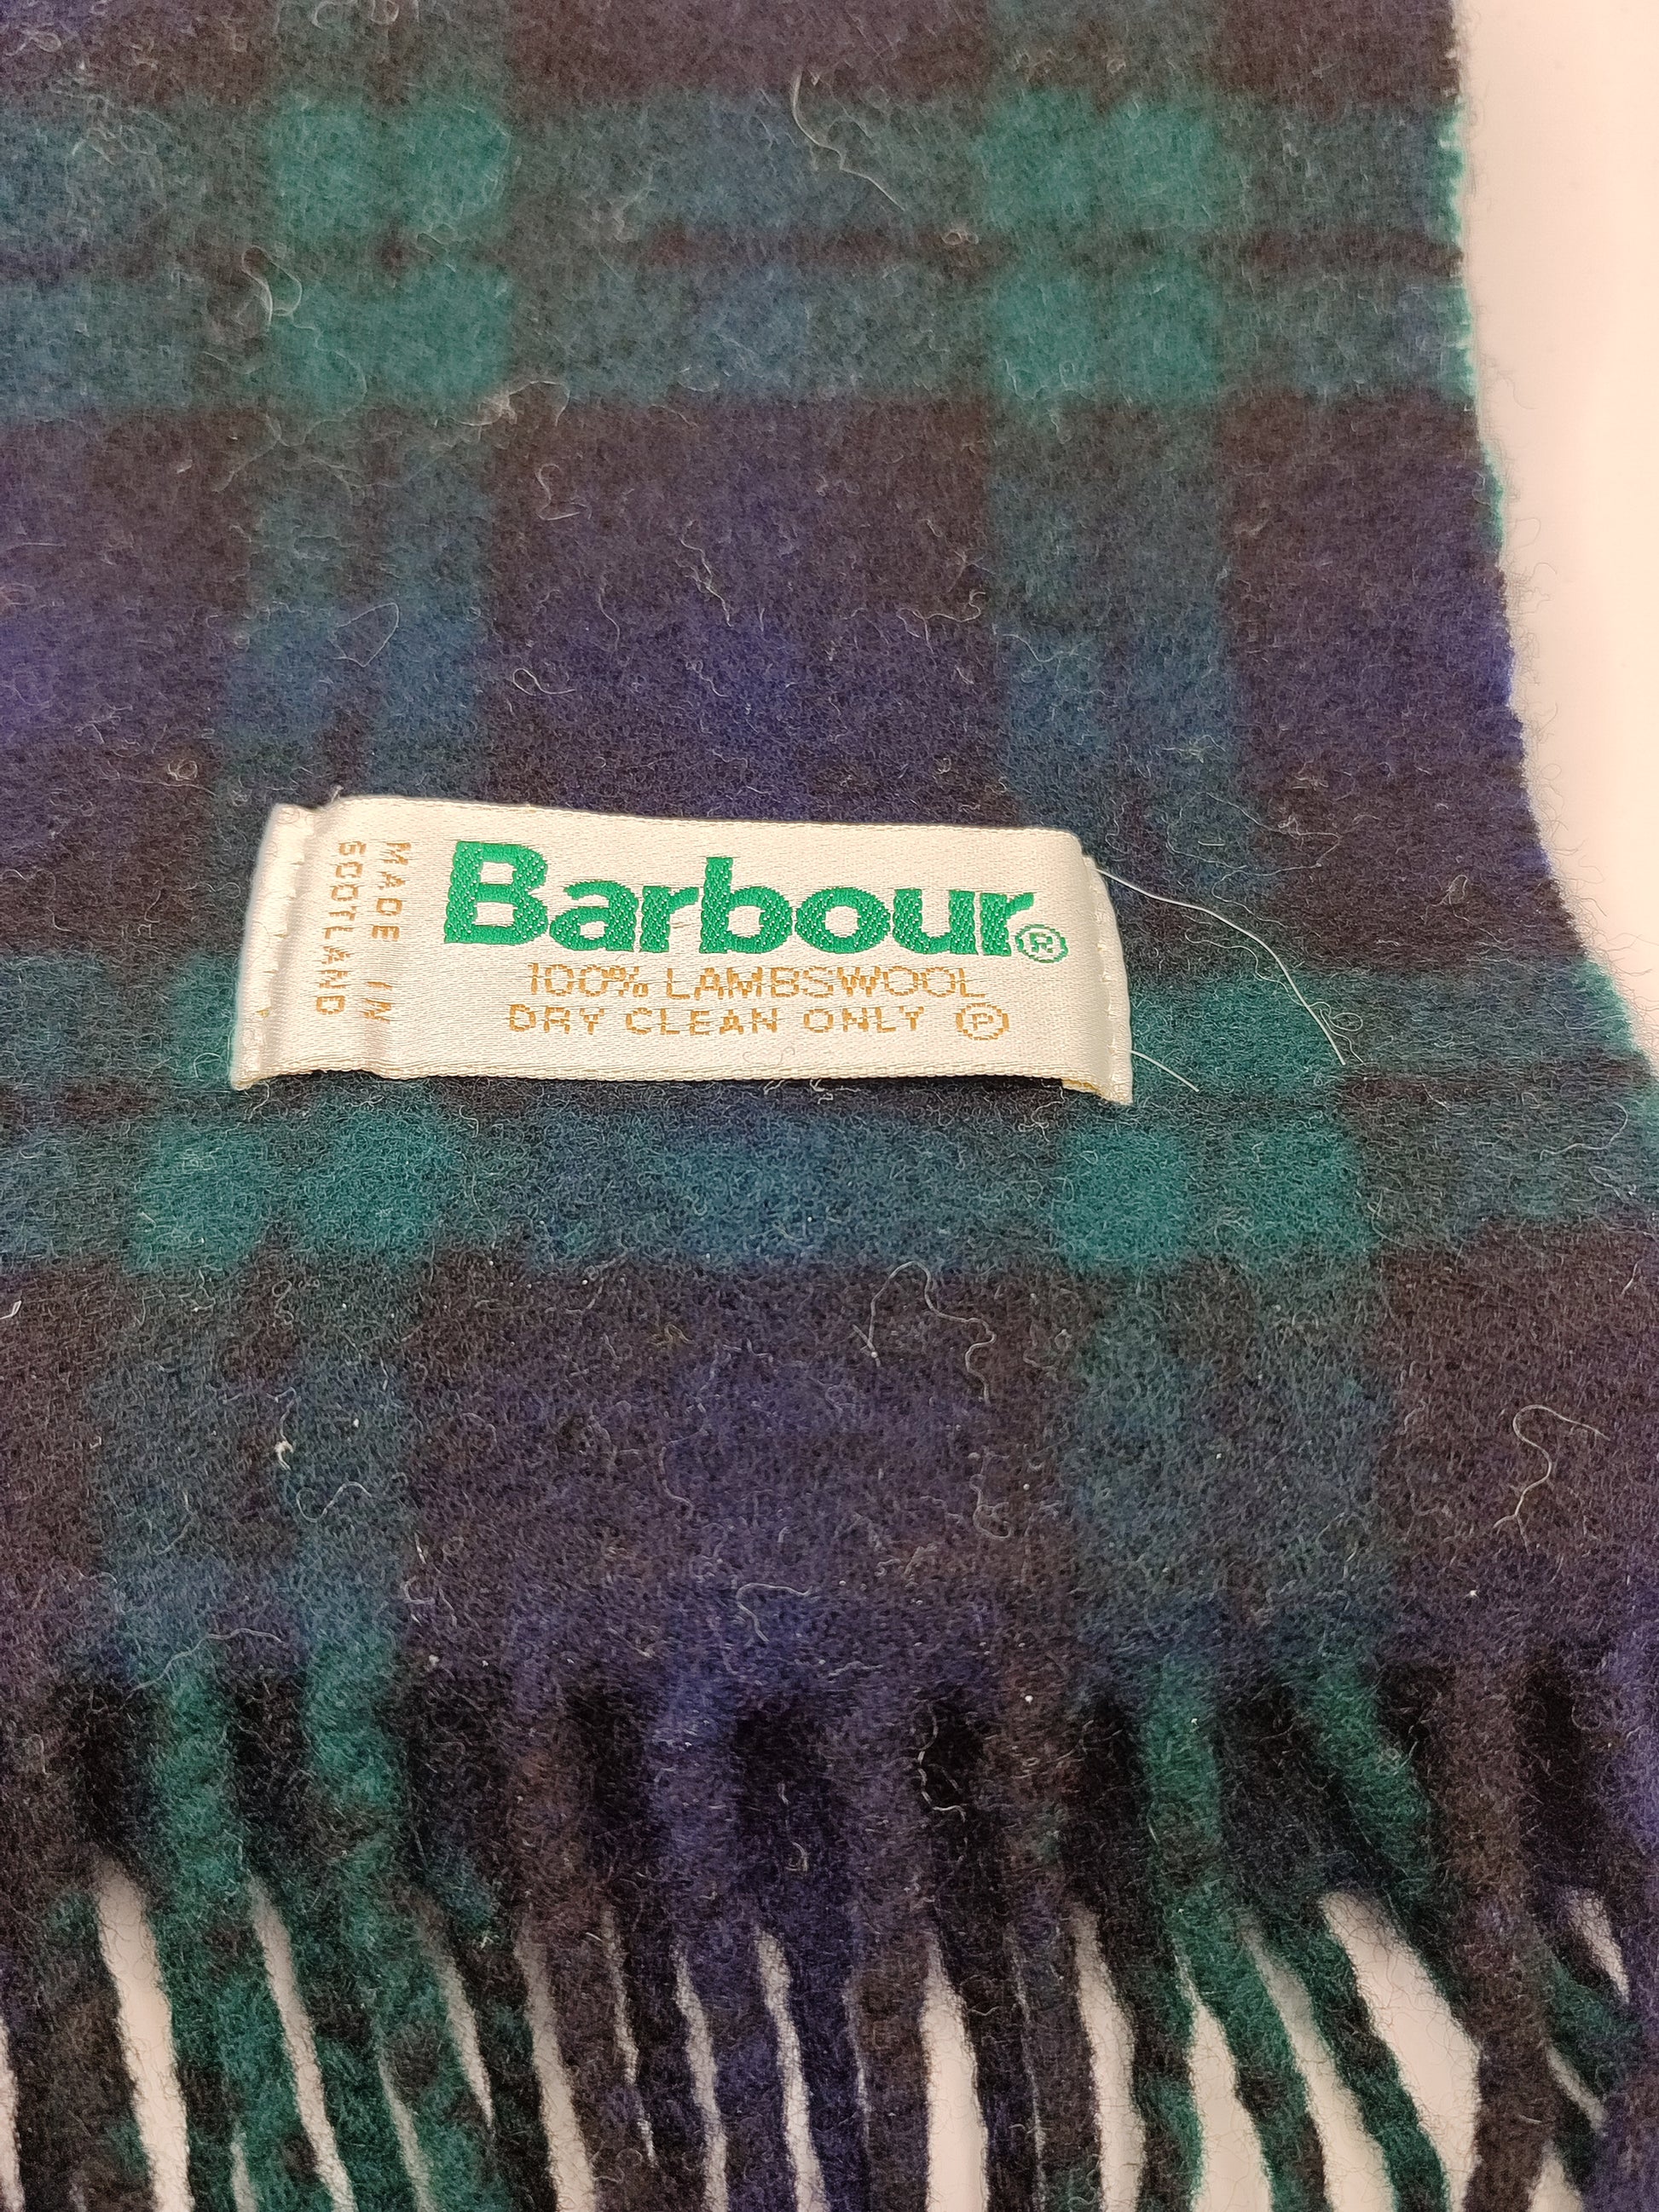 MADE IN
SCOTLAND
Barbour®
100% LAMBSWOOL
DRY CLEAN ONLY Ⓟ